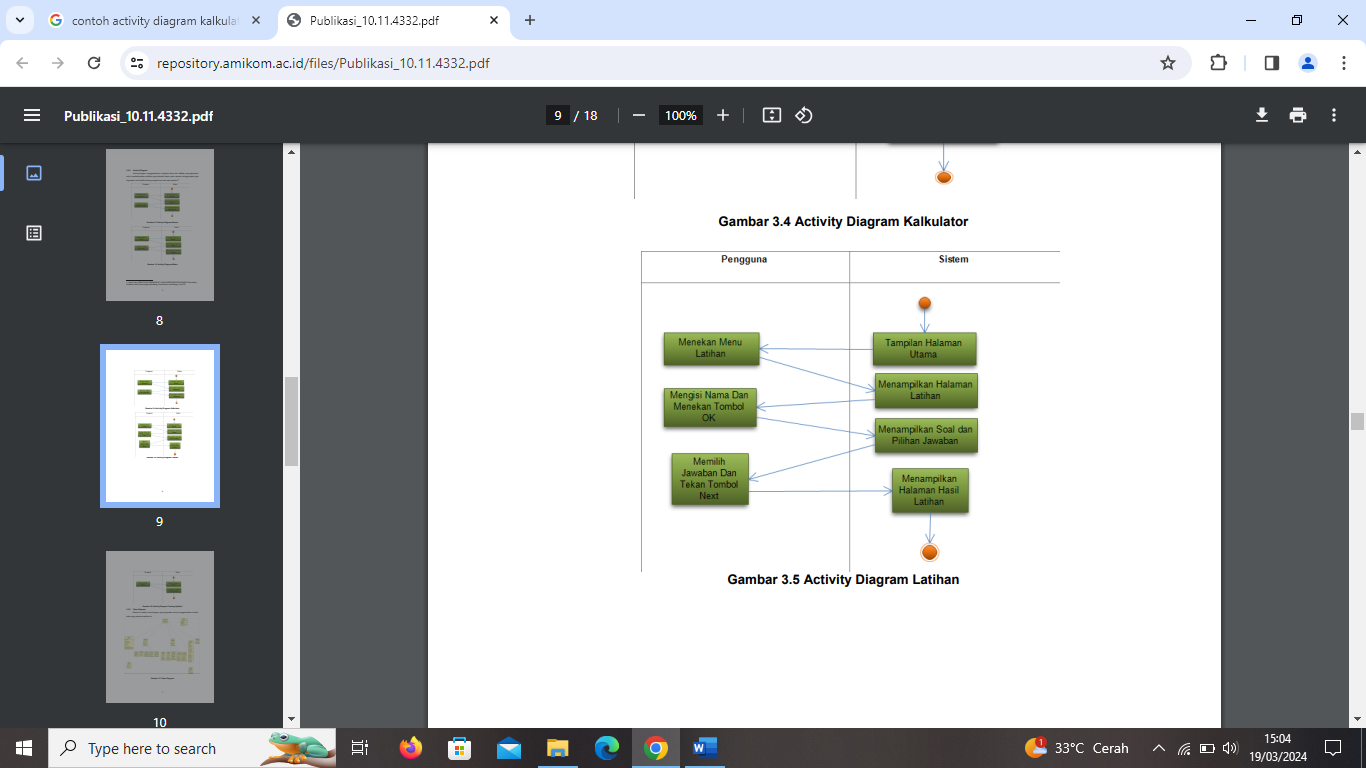 contoh activity diagram kalkulat
Publikasi_10.11.4332.pdf
repository.amikom.ac.id/files/Publikasi_10.11.4332.pdf
Publikasi_10.11.4332.pdf
9 / 18
100%
8
9
10
Gambar 3.4 Activity Diagram Kalkulator
Pengguna
Sistem
Menekan Menu
Latihan
Tampilan Halaman
Utama
Menampilkan Halaman
Latihan
Mengisi Nama Dan
Menekan Tombol
OK
Menampilkan Soal dan
Pilihan Jawaban
Memilih
Jawaban Dan
Tekan Tombol
Next
Menampilkan
Halaman Hasil
Latihan
Gambar 3.5 Activity Diagram Latihan
Type here to search
1
33°C Cerah
15:04
19/03/2024